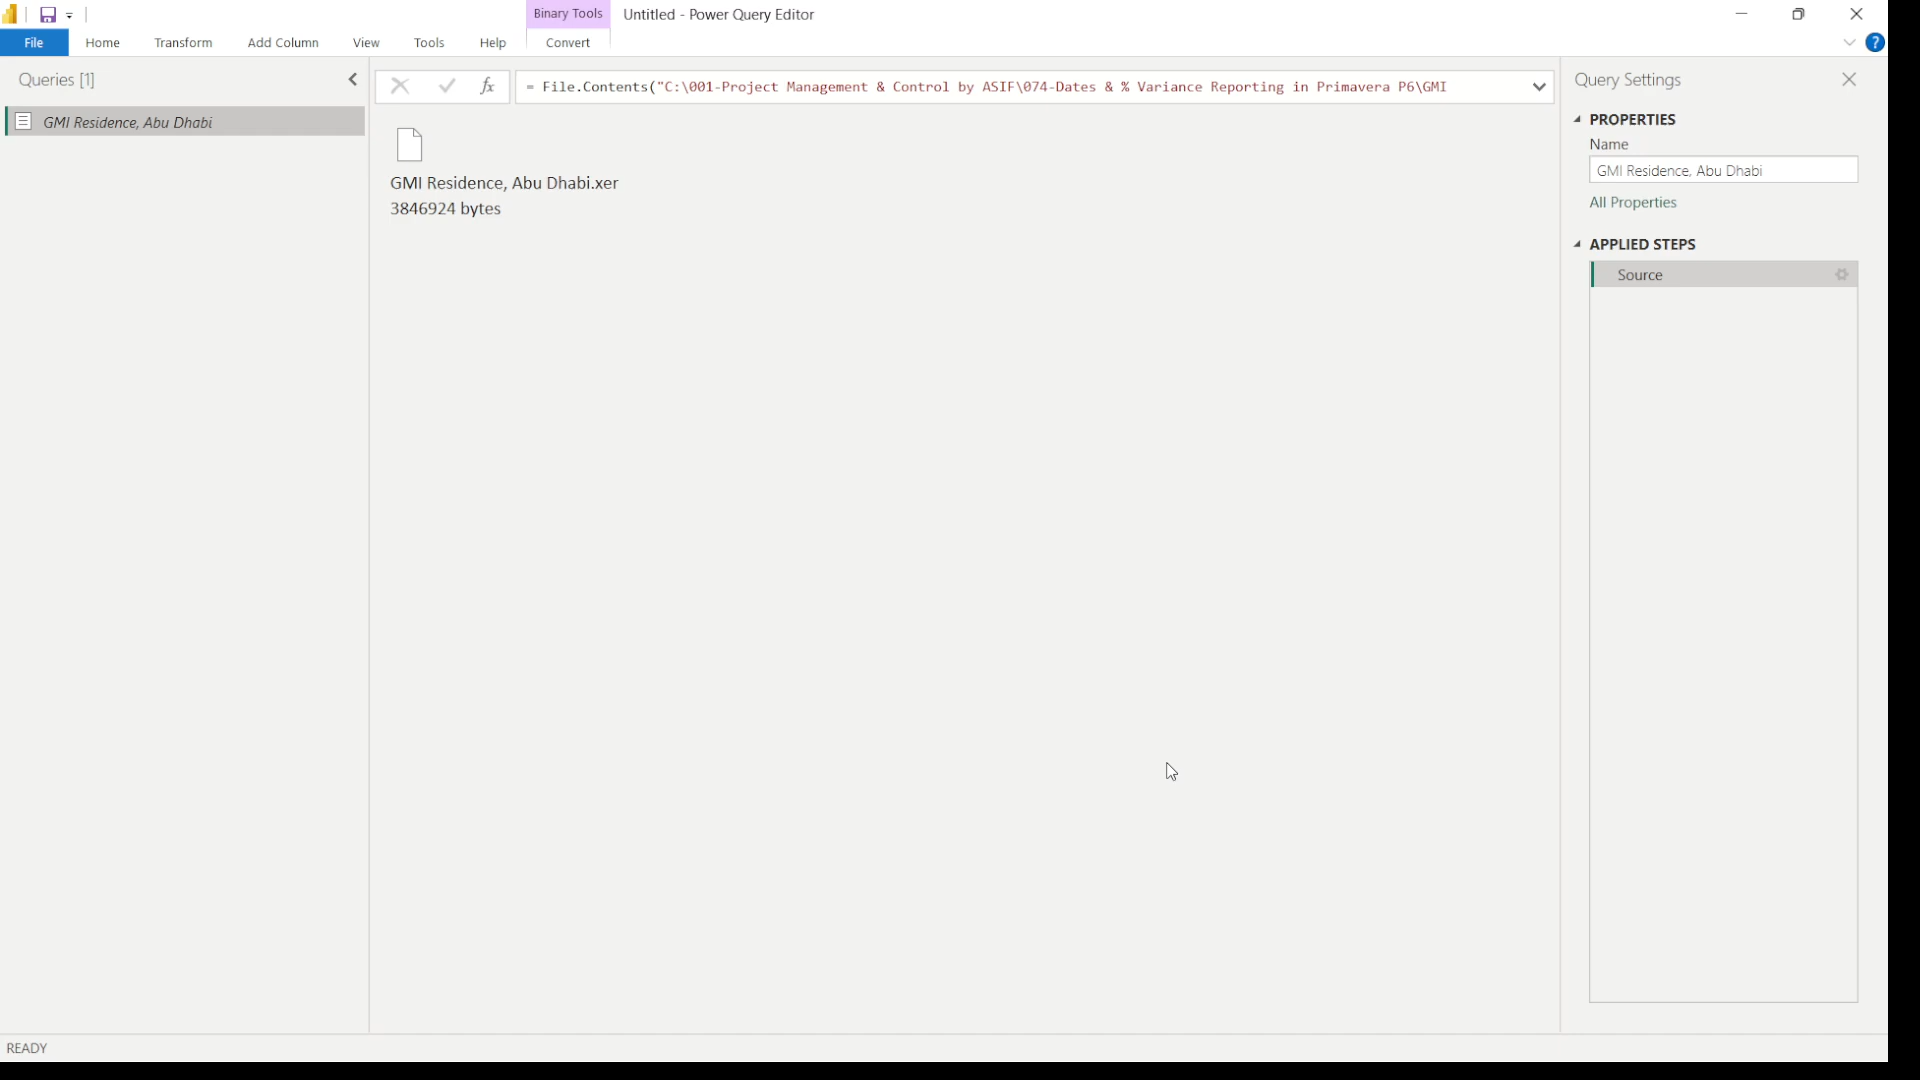 Binary Tools
Untitled - Power Query Editor
File
Home
Transform
Add Column
View
Tools
Help
Convert
?
Queries [1]
fx
= File.Contents("C:\001-Project Management & Control by ASIF\074-Dates & % Variance Reporting in Primavera P6\GMI
Query Settings
GMI Residence, Abu Dhabi
GMI Residence, Abu Dhabi.xer
3846924 bytes
PROPERTIES
Name
GMI Residence, Abu Dhabi
All Properties
APPLIED STEPS
Source
READY